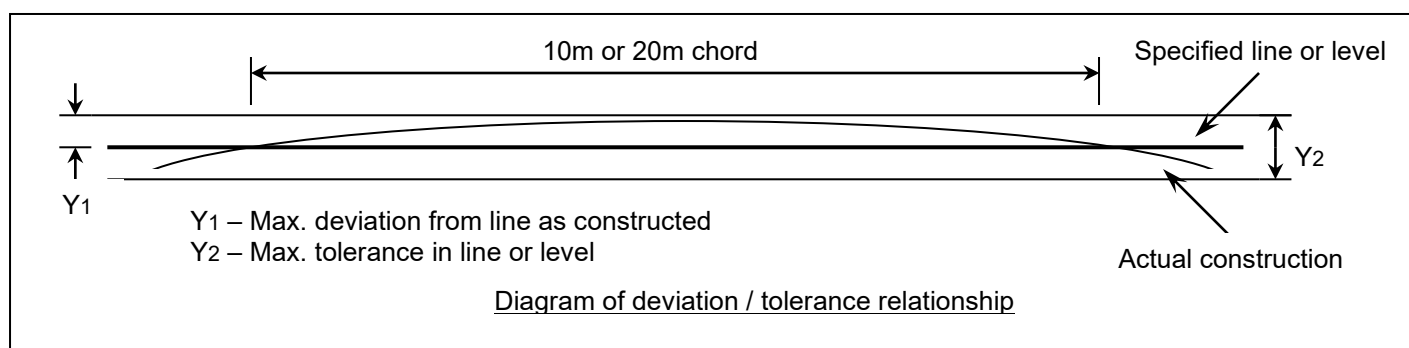 10m or 20m chord
Specified line or level
Y1
Y2
Y1 – Max. deviation from line as constructed
Y2 – Max. tolerance in line or level
Actual construction
Diagram of deviation / tolerance relationship